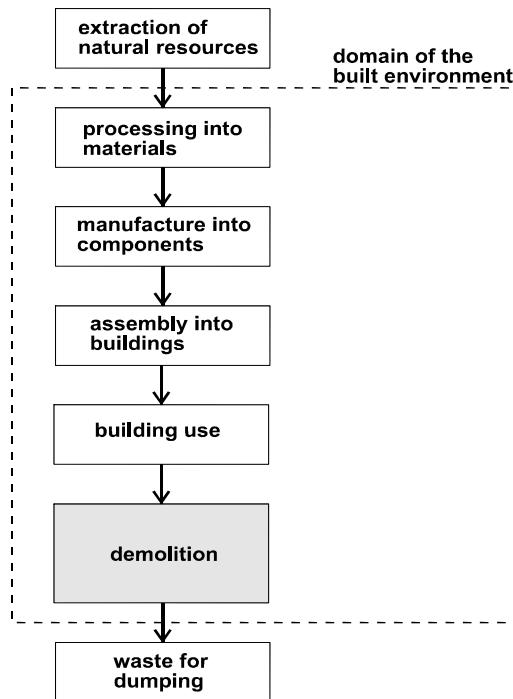 extraction of
natural resources
domain of the
built environment
processing into
materials
manufacture into
components
assembly into
buildings
building use
demolition
waste for
dumping